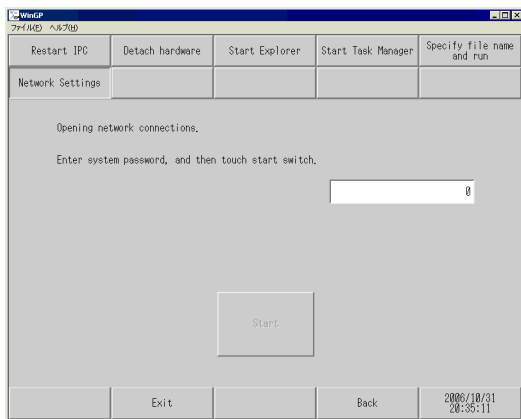 WinGP
ファイル(F) ヘルプ(H)
Restart IPC
Detach hardware
Start Explorer
Start Task Manager
Specify file name
and run
Network Settings
Opening network connections.
Enter system password, and then touch start switch.
0
Start
Exit
Back
2006/10/31
20:35:11